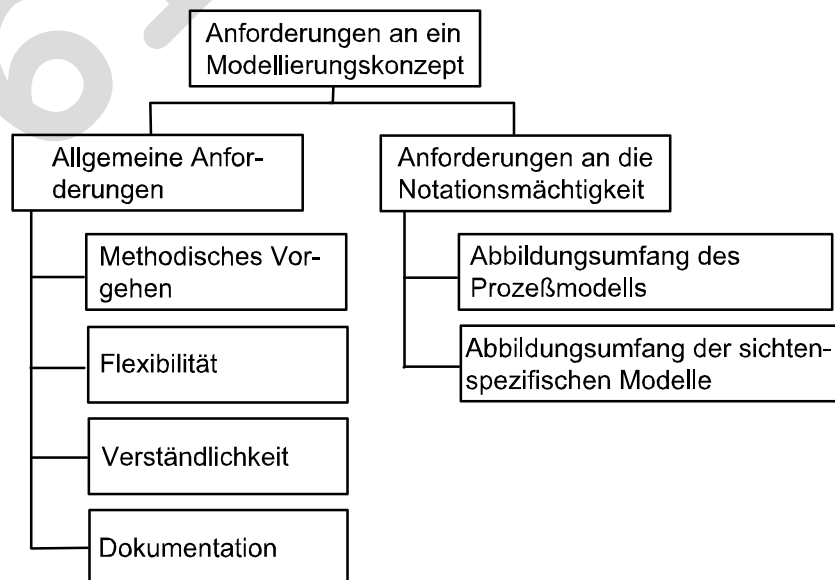 Anforderungen an ein
Modellierungskonzept
Allgemeine Anfor-
derungen
Methodisches Vor-
gehen
Flexibilität
Verständlichkeit
Dokumentation
Anforderungen an die
Notationsmächtigkeit
Abbildungsumfang des
Prozeßmodells
Abbildungsumfang der sichten-
spezifischen Modelle